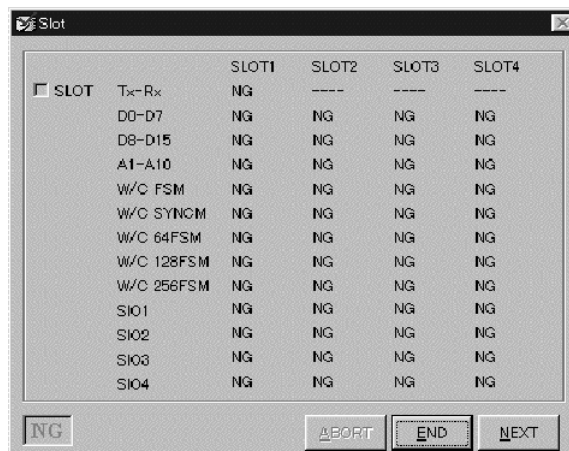 Slot
SLOT1 SLOT2 SLOT3 SLOT4
SLOT Tx-Rx NG ---- ---- ----
D0-D7 NG NG NG NG
D8-D15 NG NG NG NG
A1-A10 NG NG NG NG
W/C FSM NG NG NG NG
W/C SYNCM NG NG NG NG
W/C 64FSM NG NG NG NG
W/C 128FSM NG NG NG NG
W/C 256FSM NG NG NG NG
SIO1 NG NG NG NG
SIO2 NG NG NG NG
SIO3 NG NG NG NG
SIO4 NG NG NG NG
NG ABORT END NEXT